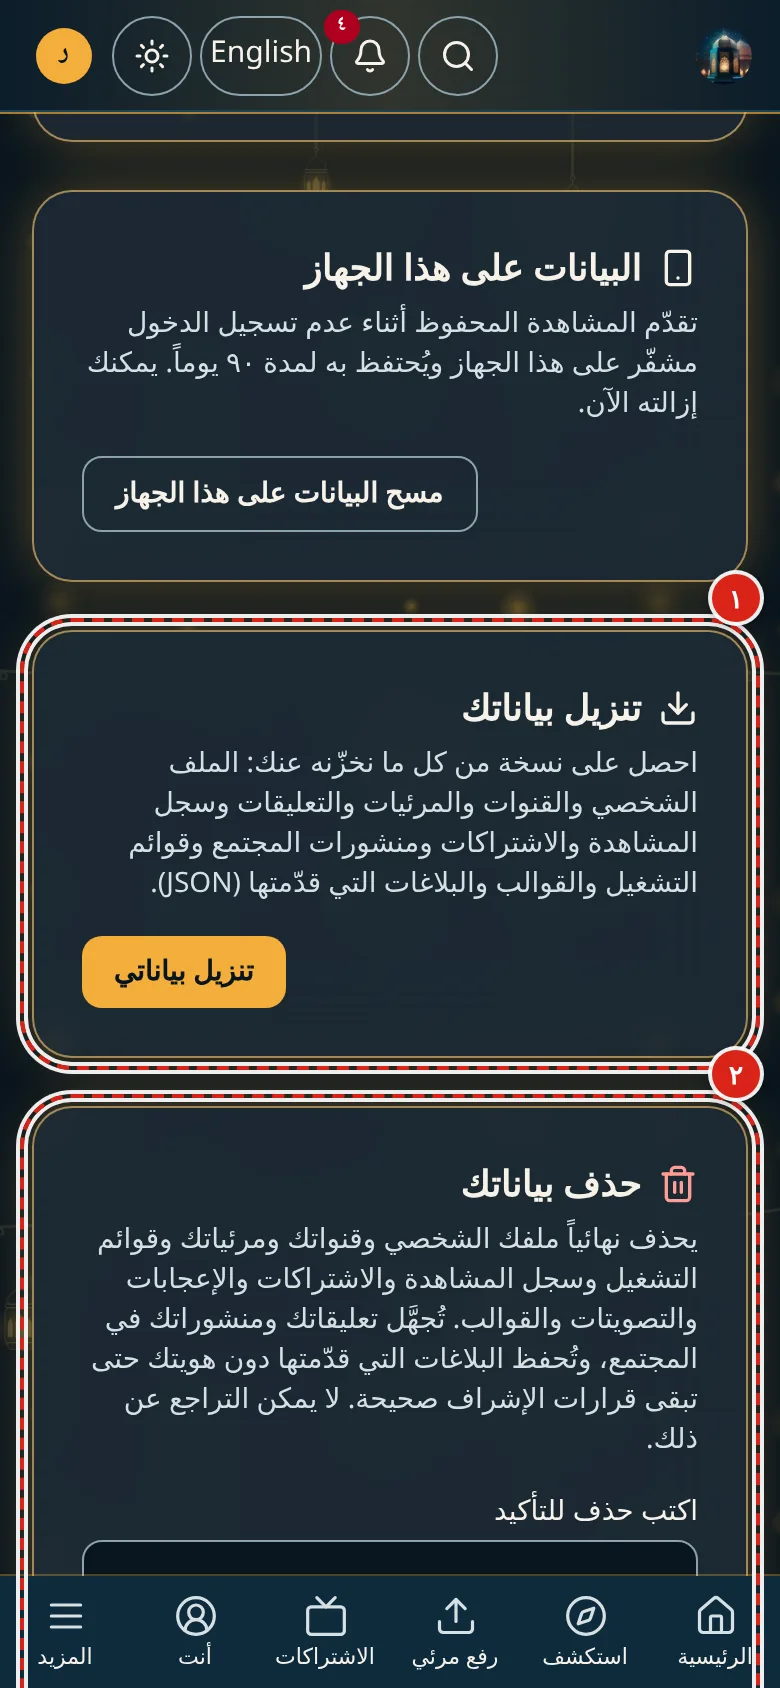 ر
English
٤
البيانات على هذا الجهاز
تقدّم المشاهدة المحفوظ أثناء عدم تسجيل الدخول
مشفّر على هذا الجهاز ويُحتفظ به لمدة ٩٠ يوماً. يمكنك
إزالته الآن.
مسح البيانات على هذا الجهاز
١
تنزيل بياناتك
احصل على نسخة من كل ما نخزّنه عنك: الملف
الشخصي والقنوات والمرئيات والتعليقات وسجل
المشاهدة والاشتراكات ومنشورات المجتمع وقوائم
التشغيل والقوالب والبلاغات التي قدّمتها (JSON).
تنزيل بياناتي
٢
حذف بياناتك
يحذف نهائياً ملفك الشخصي وقنواتك ومرئياتك وقوائم
التشغيل وسجل المشاهدة والاشتراكات والإعجابات
والتصويتات والقوالب. تُجهَّل تعليقاتك ومنشوراتك في
المجتمع، وتُحفظ البلاغات التي قدّمتها دون هويتك حتى
تبقى قرارات الإشراف صحيحة. لا يمكن التراجع عن
ذلك.
اكتب حذف للتأكيد
الرئيسية
استكشف
رفع مرئي
الاشتراكات
أنت
المزيد